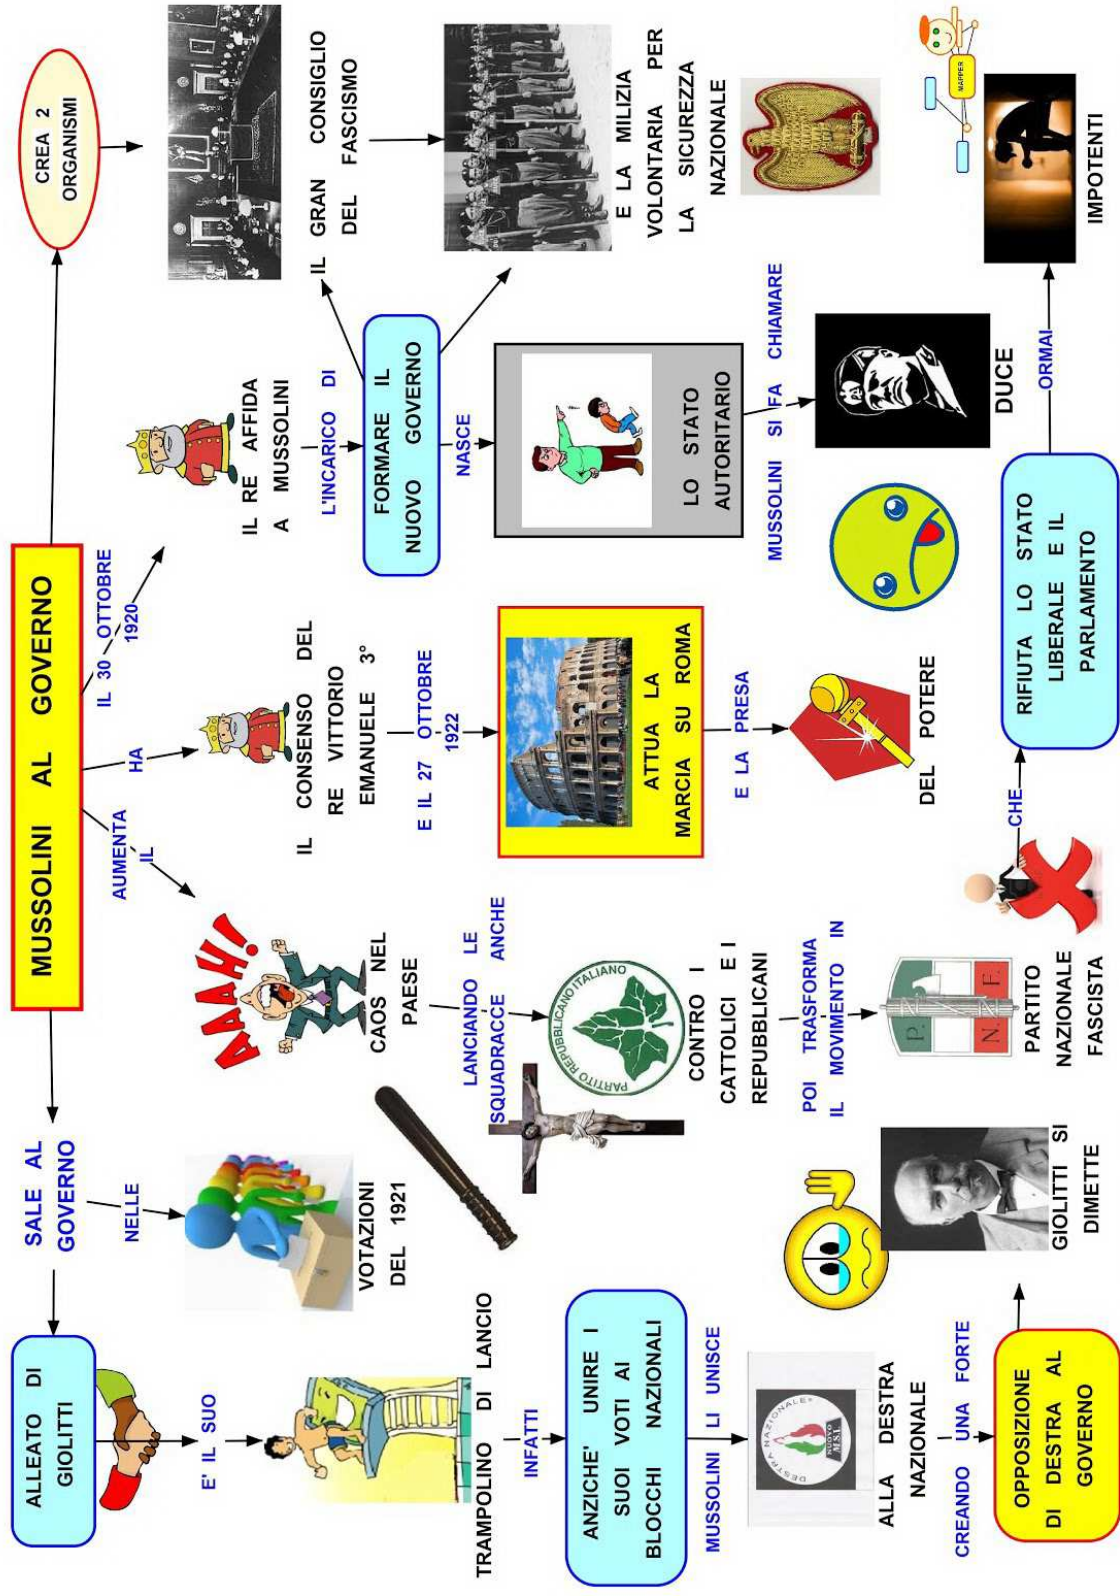 MUSSOLINI AL GOVERNO
SALE AL
GOVERNO
NELLE
VOTAZIONI
DEL 1921
ALLEATO DI
GIOLITTI
E' IL SUO
TRAMPOLINO DI LANCIO
INFATTI
ANZICHE' UNIRE I
SUOI VOTI AI
BLOCCHI NAZIONALI
MUSSOLINI LI UNISCE
DESTRA NAZIONALE
NUOVO
M.S.I.
ALLA DESTRA
NAZIONALE
CREANDO UNA FORTE
OPPOSIZIONE
DI DESTRA AL
GOVERNO
GIOLITTI SI
DIMETTE
AUMENTA
IL
AAAH!
CAOS NEL
PAESE
LANCIANDO LE
SQUADRACCE ANCHE
PARTITO REPUBBLICANO ITALIANO
CONTRO I
CATTOLICI E I
REPUBBLICANI
POI TRASFORMA
IL MOVIMENTO IN
P. N. F.
PARTITO
NAZIONALE
FASCISTA
CHE
RIFIUTA LO STATO
LIBERALE E IL
PARLAMENTO
ORMAI
IMPOTENTI
HA
IL CONSENSO DEL
RE VITTORIO
EMANUELE 3°
E IL 27 OTTOBRE
1922
ATTUA LA
MARCIA SU ROMA
E LA PRESA
DEL POTERE
IL 30 OTTOBRE
1920
IL RE AFFIDA
A MUSSOLINI
L'INCARICO DI
FORMARE IL
NUOVO GOVERNO
NASCE
LO STATO
AUTORITARIO
MUSSOLINI SI FA CHIAMARE
DUCE
CREA 2
ORGANISMI
IL GRAN CONSIGLIO
DEL FASCISMO
E LA MILIZIA
VOLONTARIA PER
LA SICUREZZA
NAZIONALE
MAPPER